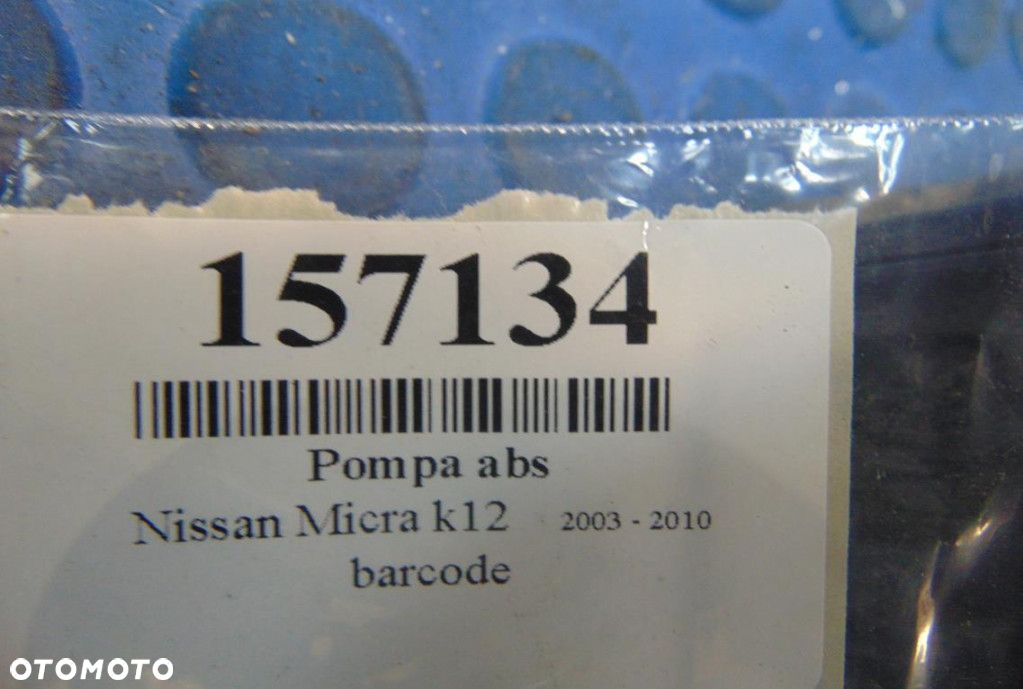 157134
Pompa abs
Nissan Micra k12 2003 - 2010
barcode
OTOMOTO